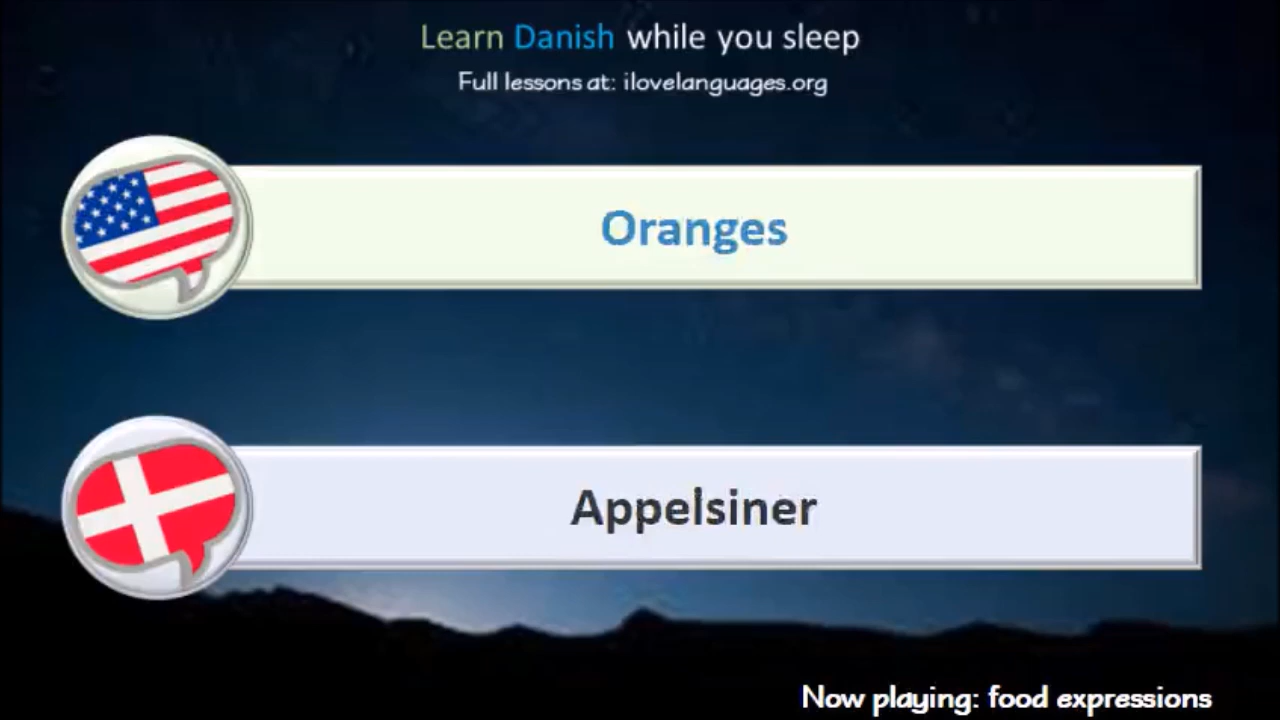 Learn Danish while you sleep
Full lessons at: ilovelanguages.org
Oranges
Appelsiner
Now playing: food expressions